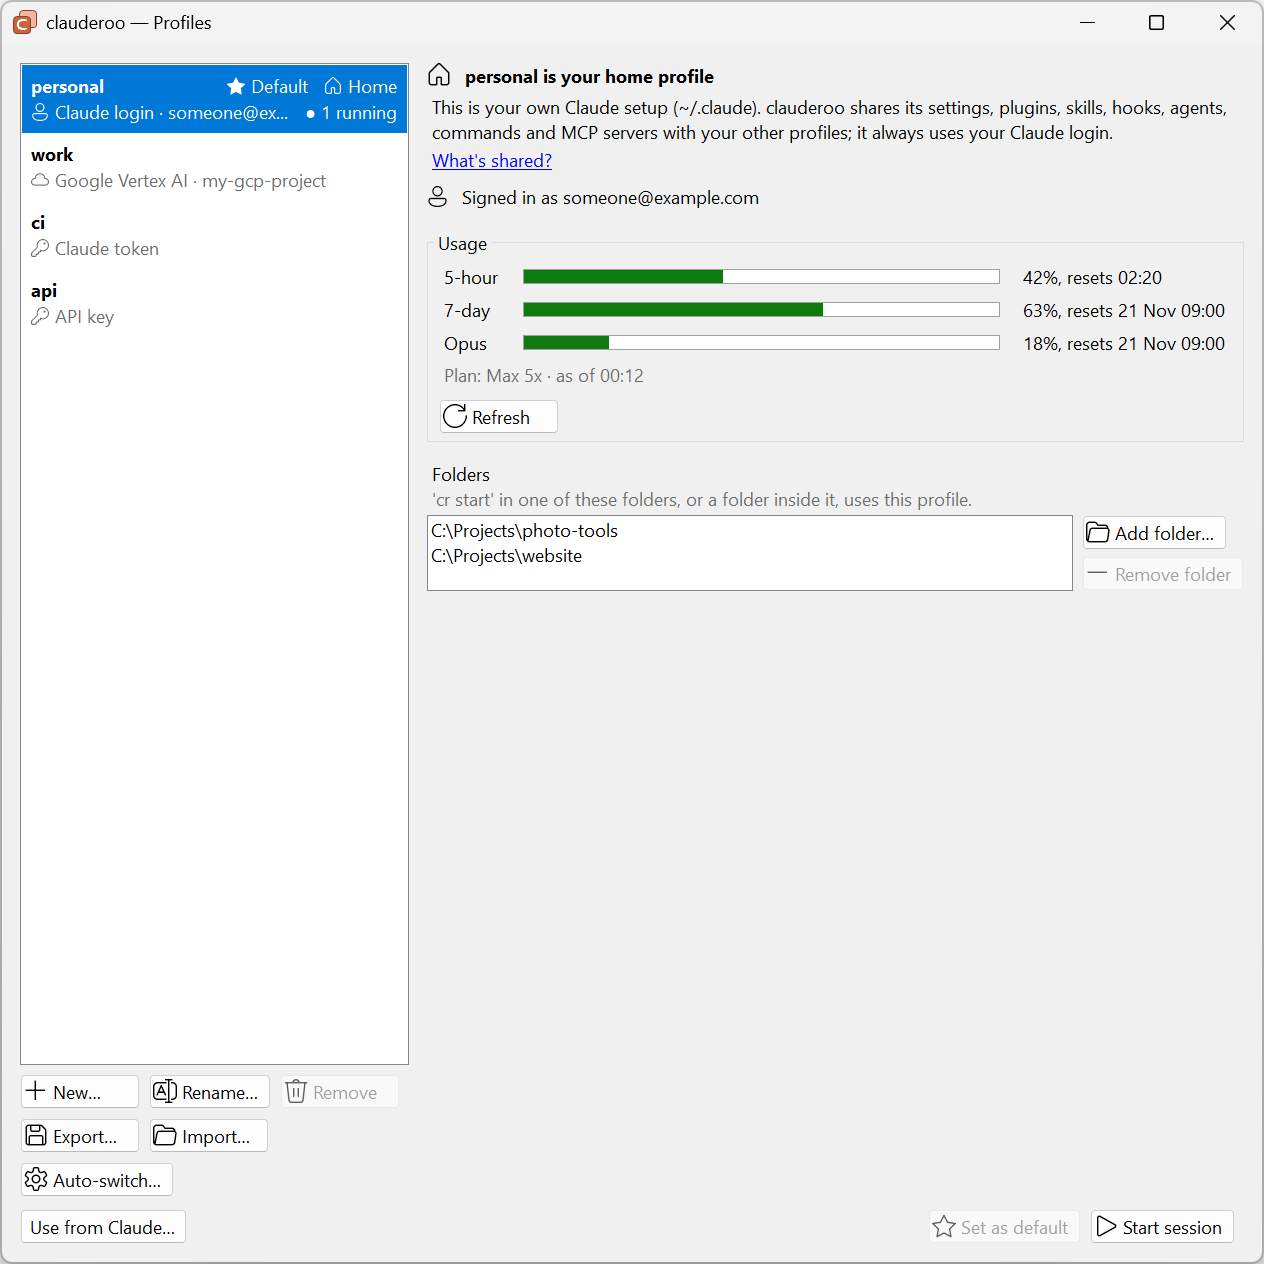 clauderoo — Profiles
personal
Default
Home
Claude login · someone@ex...
1 running
work
Google Vertex AI · my-gcp-project
ci
Claude token
api
API key
New...
Rename...
Remove
Export...
Import...
Auto-switch...
Use from Claude...
personal is your home profile
This is your own Claude setup (~/.claude). clauderoo shares its settings, plugins, skills, hooks, agents,
commands and MCP servers with your other profiles; it always uses your Claude login.
What's shared?
Signed in as someone@example.com
Usage
5-hour
42%, resets 02:20
7-day
63%, resets 21 Nov 09:00
Opus
18%, resets 21 Nov 09:00
Plan: Max 5x · as of 00:12
Refresh
Folders
'cr start' in one of these folders, or a folder inside it, uses this profile.
C:\Projects\photo-tools
C:\Projects\website
Add folder...
Remove folder
Set as default
Start session